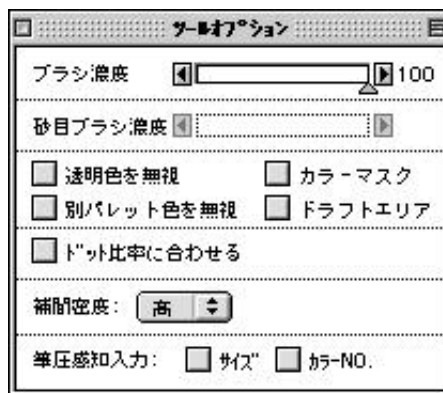 ツールオプション
ブラシ濃度 100
砂目ブラシ濃度
透明色を無視 カラーマスク
別パレット色を無視 ドラフトエリア
ドット比率に合わせる
補間密度: 高
筆圧感知入力: サイズ カラーNO.